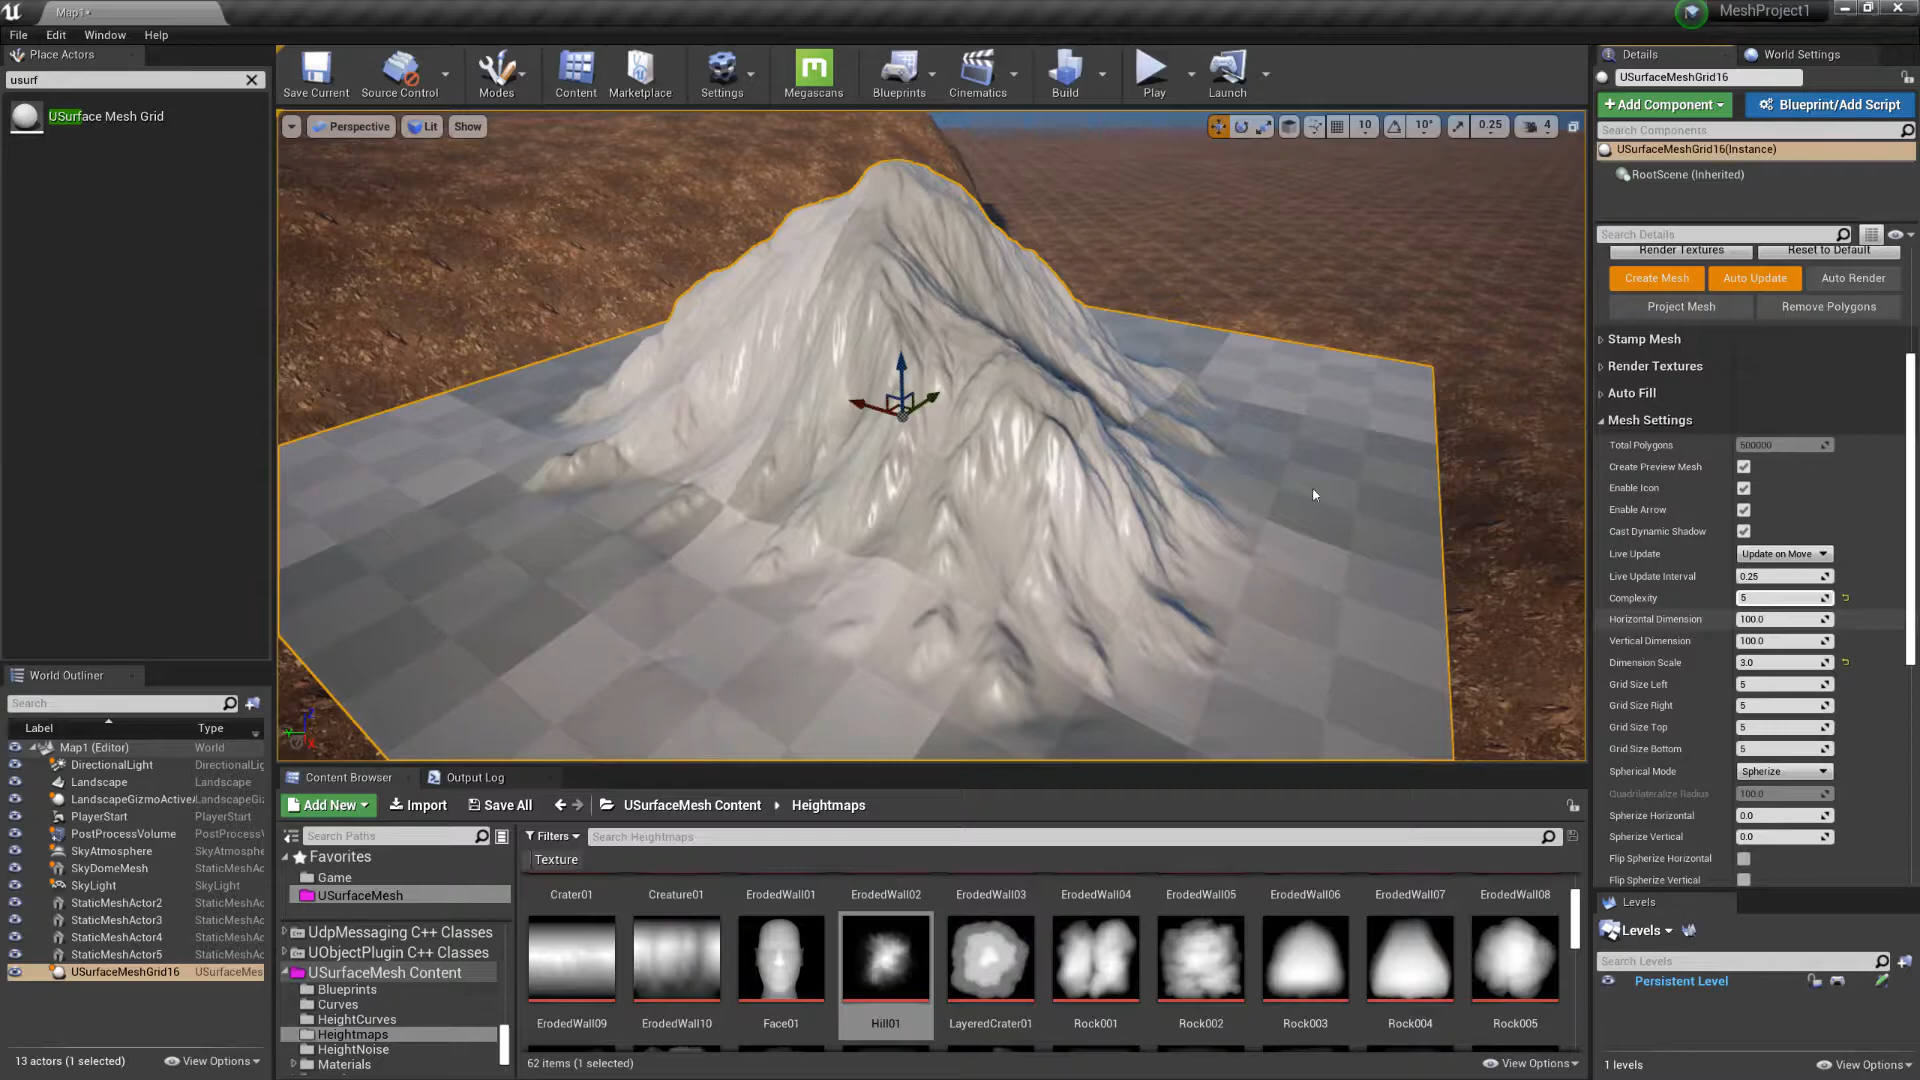 Map1*
MeshProject1
File Edit Window Help
Place Actors
usurf
USurface Mesh Grid
Save Current
Source Control
Modes
Content
Marketplace
Settings
Megascans
Blueprints
Cinematics
Build
Play
Launch
Perspective
Lit
Show
10
10°
0.25
4
Details
World Settings
USurfaceMeshGrid16
+Add Component
Blueprint/Add Script
Search Components
USurfaceMeshGrid16(Instance)
RootScene (Inherited)
Search Details
Render Textures
Reset to Default
Create Mesh
Auto Update
Auto Render
Project Mesh
Remove Polygons
Stamp Mesh
Render Textures
Auto Fill
Mesh Settings
Total Polygons 500000
Create Preview Mesh
Enable Icon
Enable Arrow
Cast Dynamic Shadow
Live Update Update on Move
Live Update Interval 0.25
Complexity 5
Horizontal Dimension 100.0
Vertical Dimension 100.0
Dimension Scale 3.0
Grid Size Left 5
Grid Size Right 5
Grid Size Top 5
Grid Size Bottom 5
Spherical Mode Spherize
Quadrilateralize Radius 100.0
Spherize Horizontal 0.0
Spherize Vertical 0.0
Flip Spherize Horizontal
Flip Spherize Vertical
World Outliner
Search
Label Type
Map1 (Editor) World
DirectionalLight DirectionalLig
Landscape Landscape
LandscapeGizmoActive LandscapeGiz
PlayerStart PlayerStart
PostProcessVolume PostProcessV
SkyAtmosphere SkyAtmosphe
SkyDomeMesh StaticMeshAc
SkyLight SkyLight
StaticMeshActor2 StaticMeshAc
StaticMeshActor3 StaticMeshAc
StaticMeshActor4 StaticMeshAc
StaticMeshActor5 StaticMeshAc
USurfaceMeshGrid16 USurfaceMes
13 actors (1 selected)
View Options
Content Browser
Output Log
Add New
Import
Save All
USurfaceMesh Content
Heightmaps
Search Paths
Favorites
Game
USurfaceMesh
UdpMessaging C++ Classes
UObjectPlugin C++ Classes
USurfaceMesh Content
Blueprints
Curves
HeightCurves
Heightmaps
HeightNoise
Materials
Filters
Search Heightmaps
Texture
Crater01 Creature01 ErodedWall01 ErodedWall02 ErodedWall03 ErodedWall04 ErodedWall05 ErodedWall06 ErodedWall07 ErodedWall08
ErodedWall09 ErodedWall10 Face01 Hill01 LayeredCrater01 Rock001 Rock002 Rock003 Rock004 Rock005
62 items (1 selected)
View Options
Levels
Levels
Search Levels
Persistent Level
1 levels
View Options